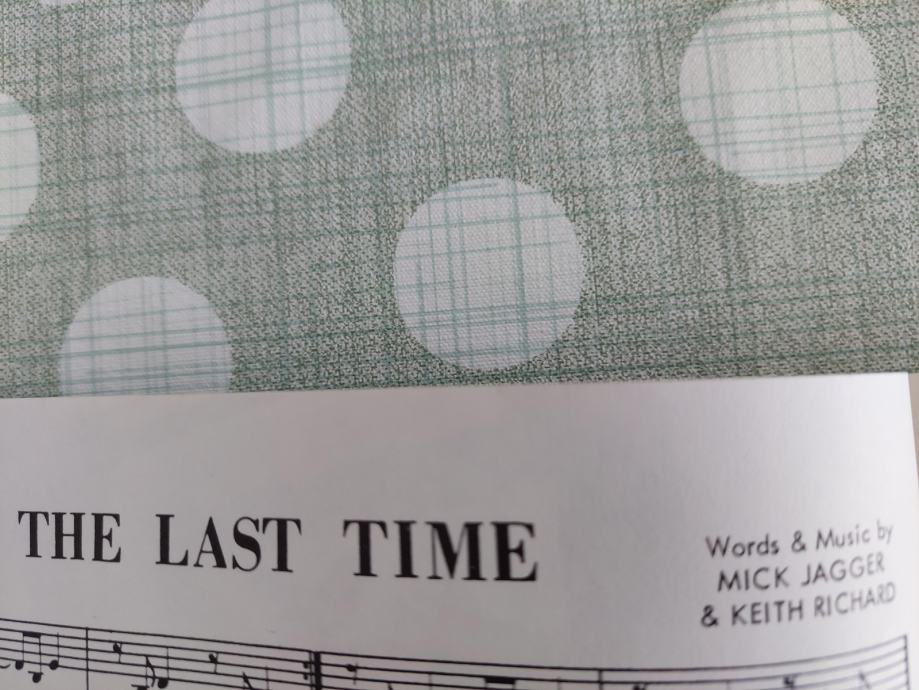 THE LAST TIME
Words & Music by
MICK JAGGER
& KEITH RICHARD